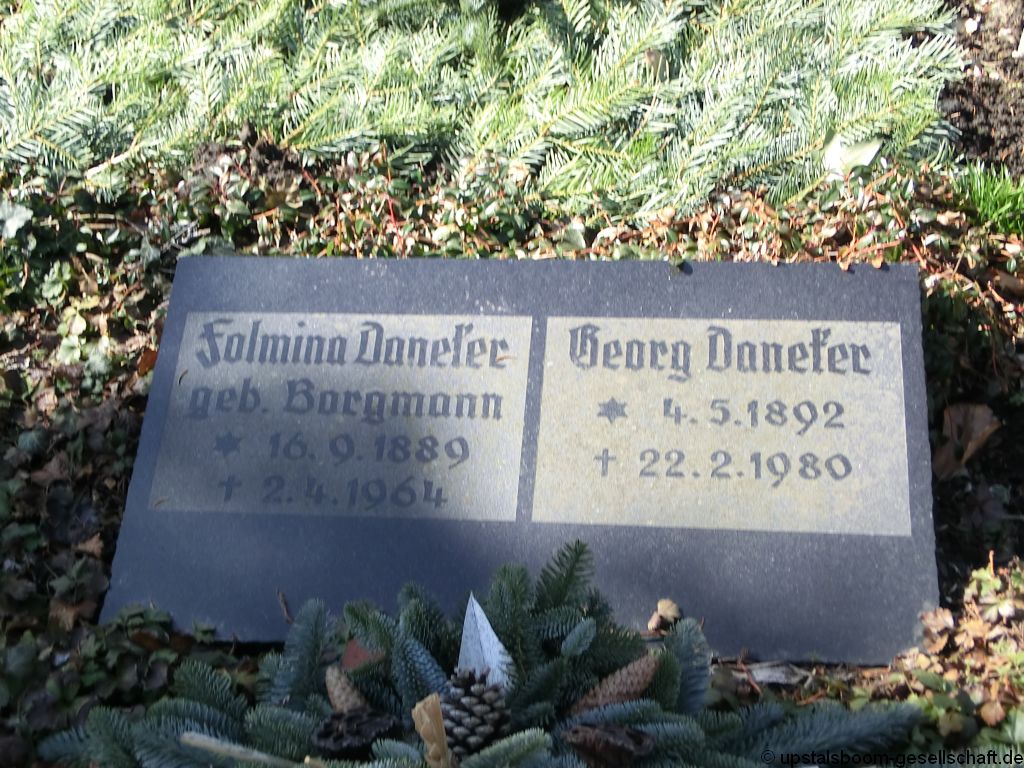 Folmina Daneker
geb. Borgmann
* 16.9.1889
† 2.4.1964
Georg Daneker
* 4.5.1892
† 22.2.1980
© upstalsboom-gesellschaft.de